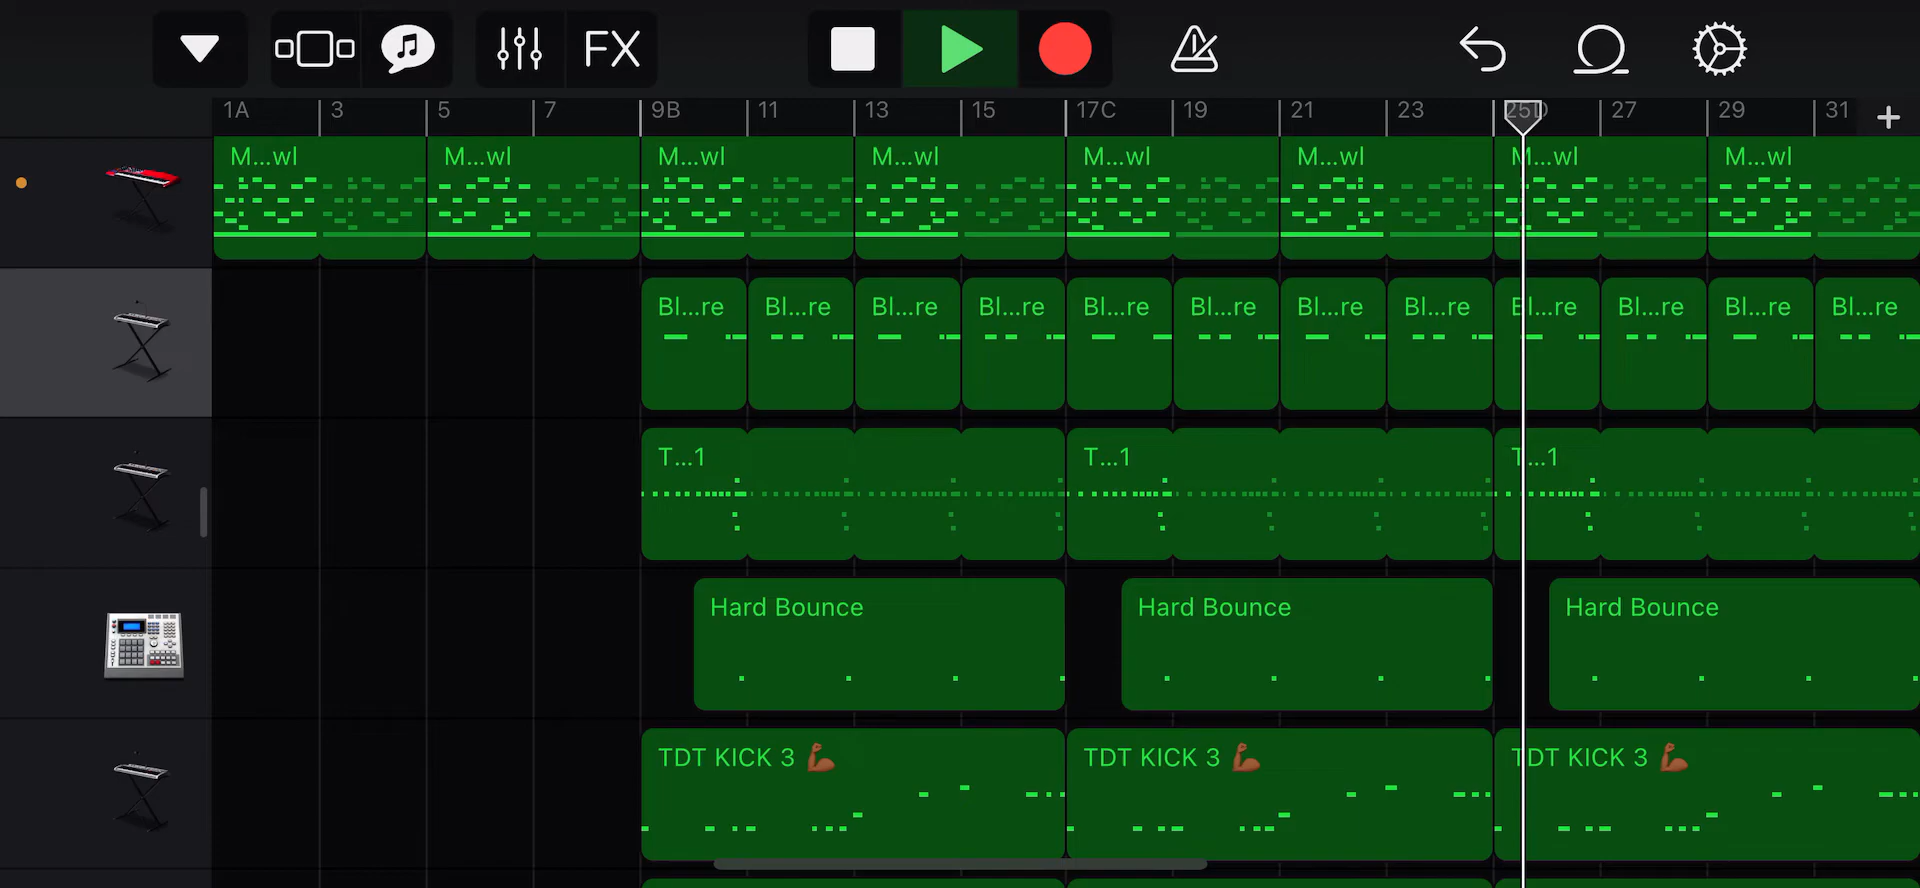 FX
1A 3 5 7 9B 11 13 15 17C 19 21 23 25D 27 29 31 +
M...wl M...wl M...wl M...wl M...wl M...wl M...wl M...wl
Bl...re Bl...re Bl...re Bl...re Bl...re Bl...re Bl...re Bl...re Bl...re Bl...re Bl...re Bl...re
T...1 T...1 T...1
Hard Bounce Hard Bounce Hard Bounce
TDT KICK 3 💪🏾 TDT KICK 3 💪🏾 TDT KICK 3 💪🏾